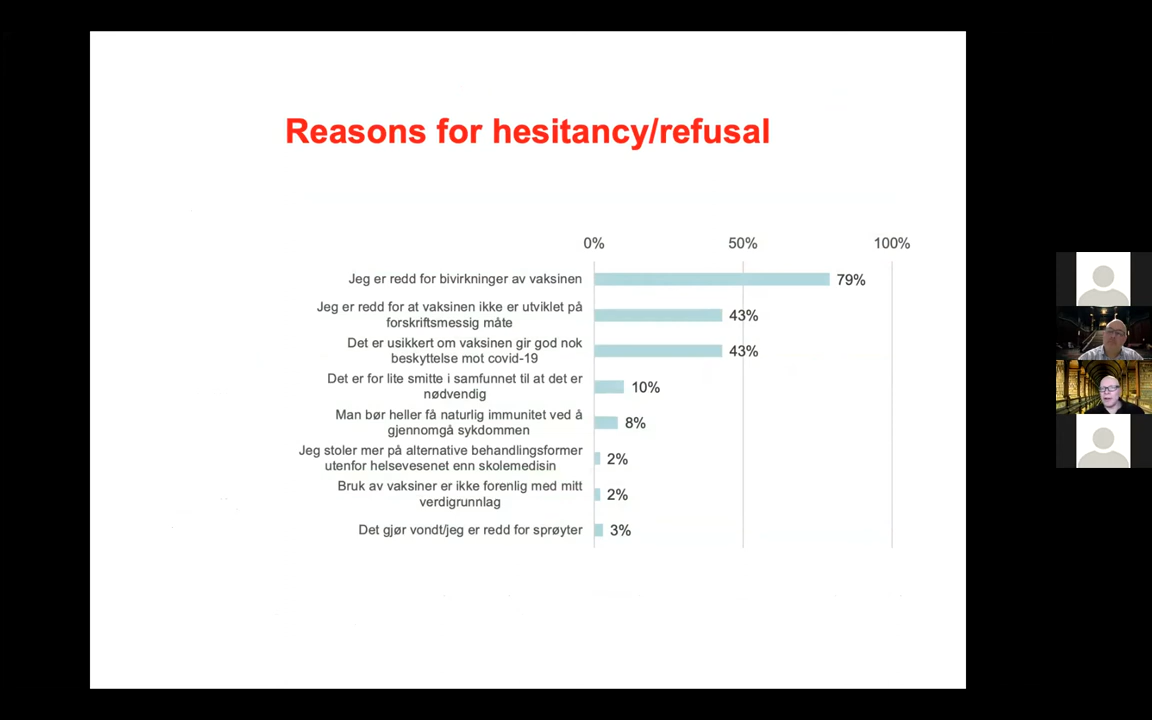 Reasons for hesitancy/refusal
0% 50% 100%
Jeg er redd for bivirkninger av vaksinen 79%
Jeg er redd for at vaksinen ikke er utviklet på
forskriftsmessig måte 43%
Det er usikkert om vaksinen gir god nok
beskyttelse mot covid-19 43%
Det er for lite smitte i samfunnet til at det er
nødvendig 10%
Man bør heller få naturlig immunitet ved å
gjennomgå sykdommen 8%
Jeg stoler mer på alternative behandlingsformer
utenfor helsevesenet enn skolemedisin 2%
Bruk av vaksiner er ikke forenlig med mitt
verdigrunnlag 2%
Det gjør vondt/jeg er redd for sprøyter 3%